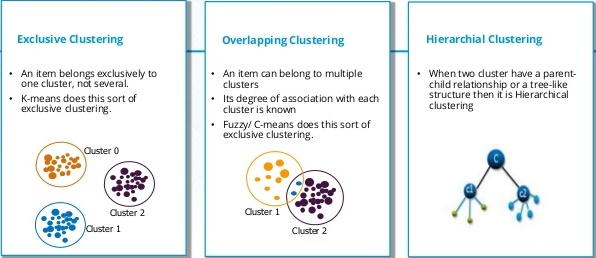 Exclusive Clustering
• An item belongs exclusively to
one cluster, not several.
• K-means does this sort of
exclusive clustering.
Cluster 0
Cluster 2
Cluster 1
Overlapping Clustering
• An item can belong to multiple
clusters
• Its degree of association with each
cluster is known
• Fuzzy/ C-means does this sort of
exclusive clustering.
Cluster 1
Cluster 2
Hierarchial Clustering
• When two cluster have a parent-
child relationship or a tree-like
structure then it is Hierarchical
clustering
C
c1
c2